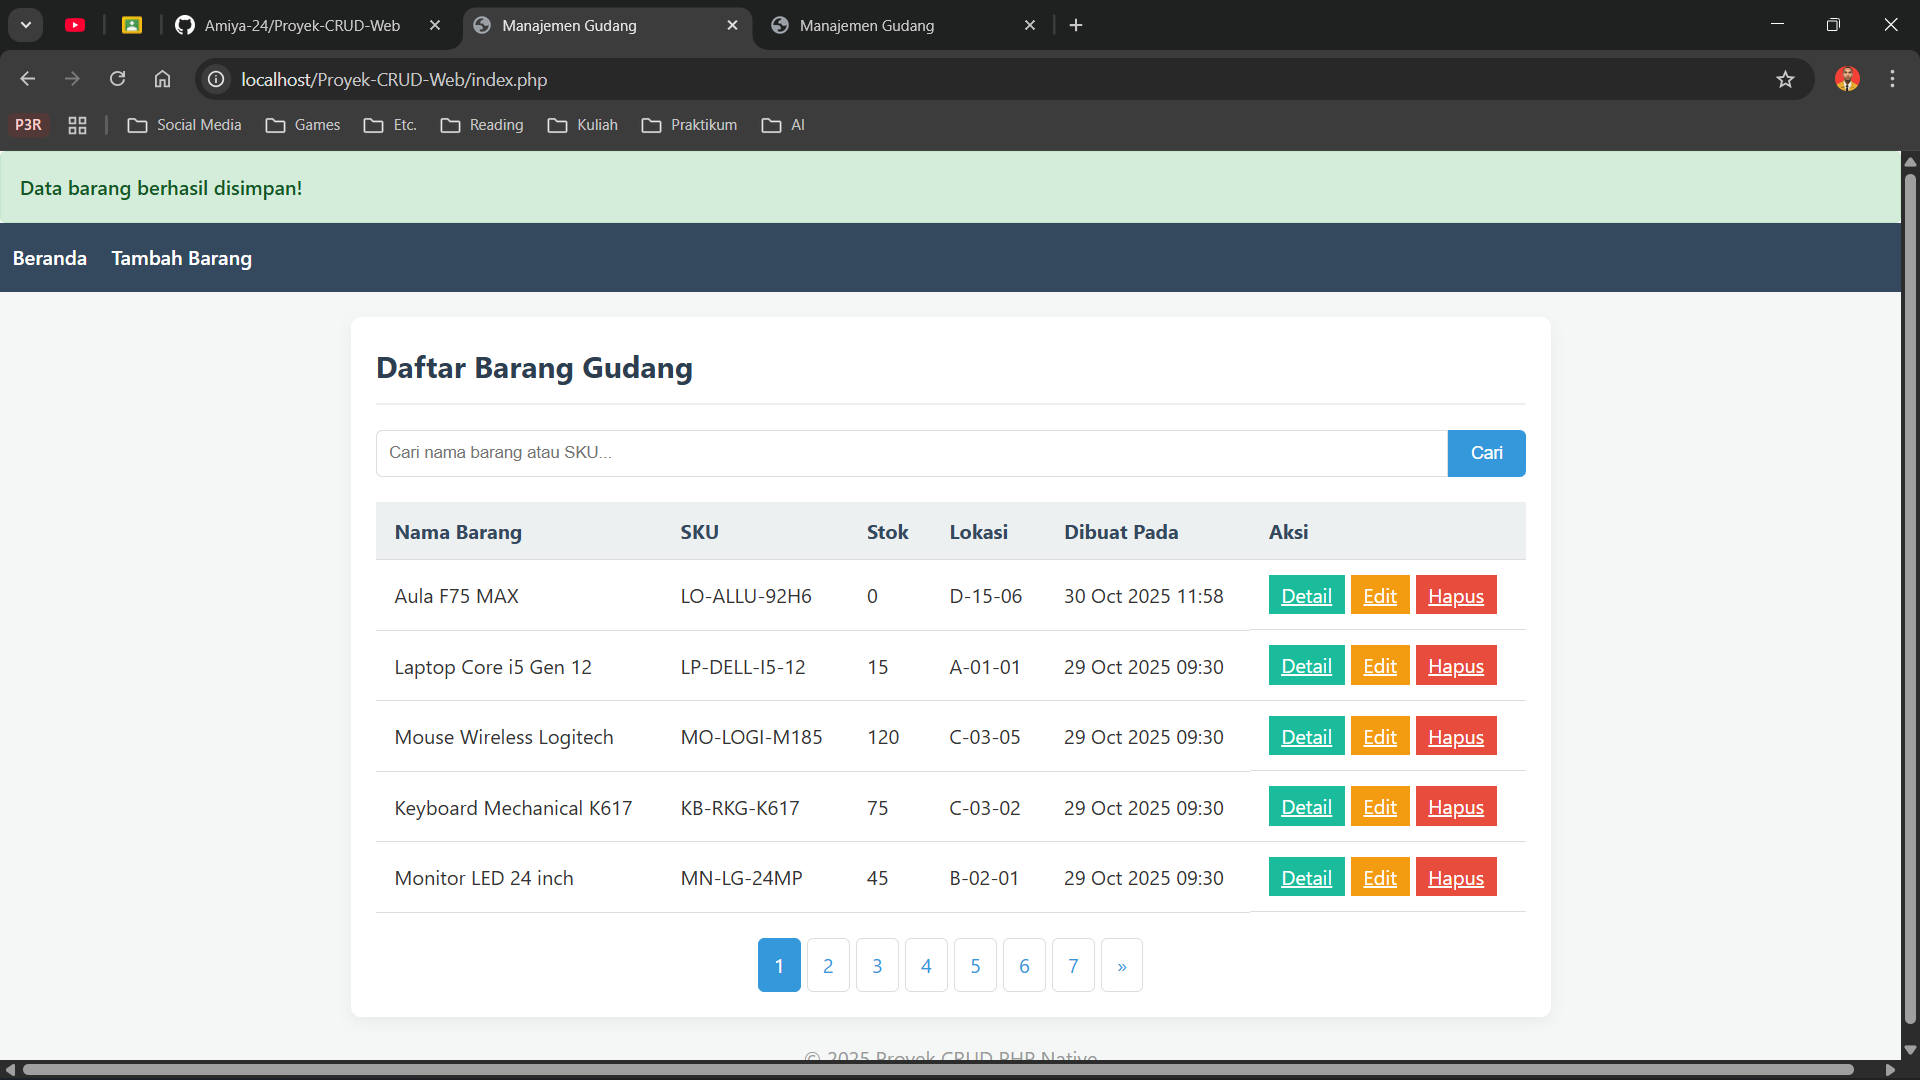 Amiya-24/Proyek-CRUD-Web
Manajemen Gudang
Manajemen Gudang
localhost/Proyek-CRUD-Web/index.php
P3R
Social Media
Games
Etc.
Reading
Kuliah
Praktikum
AI
Data barang berhasil disimpan!
Beranda
Tambah Barang
Daftar Barang Gudang
Cari nama barang atau SKU...
Cari
Nama Barang SKU Stok Lokasi Dibuat Pada Aksi
Aula F75 MAX LO-ALLU-92H6 0 D-15-06 30 Oct 2025 11:58 Detail Edit Hapus
Laptop Core i5 Gen 12 LP-DELL-I5-12 15 A-01-01 29 Oct 2025 09:30 Detail Edit Hapus
Mouse Wireless Logitech MO-LOGI-M185 120 C-03-05 29 Oct 2025 09:30 Detail Edit Hapus
Keyboard Mechanical K617 KB-RKG-K617 75 C-03-02 29 Oct 2025 09:30 Detail Edit Hapus
Monitor LED 24 inch MN-LG-24MP 45 B-02-01 29 Oct 2025 09:30 Detail Edit Hapus
1 2 3 4 5 6 7 »
© 2025 Proyek CRUD PHP Native